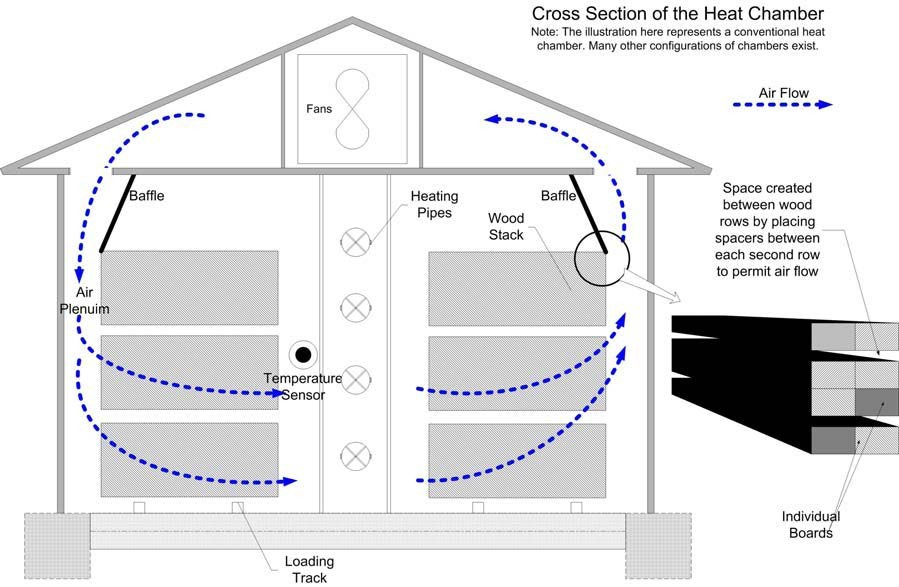 Cross Section of the Heat Chamber
Note: The illustration here represents a conventional heat
chamber. Many other configurations of chambers exist.
Fans
Air Flow
Baffle
Heating
Pipes
Baffle
Wood
Stack
Space created
between wood
rows by placing
spacers between
each second row
to permit air flow
Air
Plenuim
Temperature
Sensor
Individual
Boards
Loading
Track